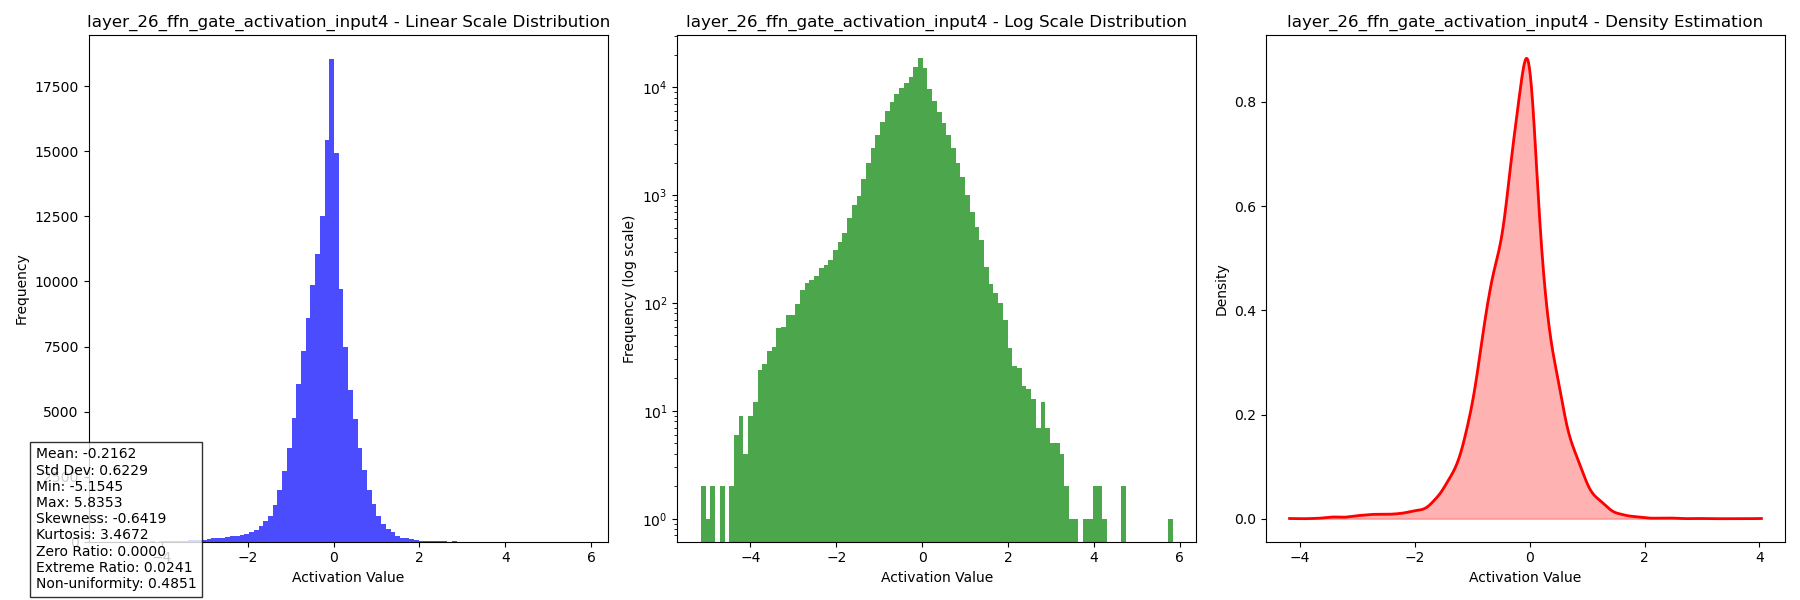 layer_26_ffn_gate_activation_input4 - Linear Scale Distribution
Frequency
17500
15000
12500
10000
7500
5000
2500
0
−4
−2
0
2
4
6
Activation Value
Mean: -0.2162
Std Dev: 0.6229
Min: -5.1545
Max: 5.8353
Skewness: -0.6419
Kurtosis: 3.4672
Zero Ratio: 0.0000
Extreme Ratio: 0.0241
Non-uniformity: 0.4851
layer_26_ffn_gate_activation_input4 - Log Scale Distribution
Frequency (log scale)
10⁴
10³
10²
10¹
10⁰
−4
−2
0
2
4
6
Activation Value
layer_26_ffn_gate_activation_input4 - Density Estimation
Density
0.8
0.6
0.4
0.2
0.0
−4
−2
0
2
4
Activation Value